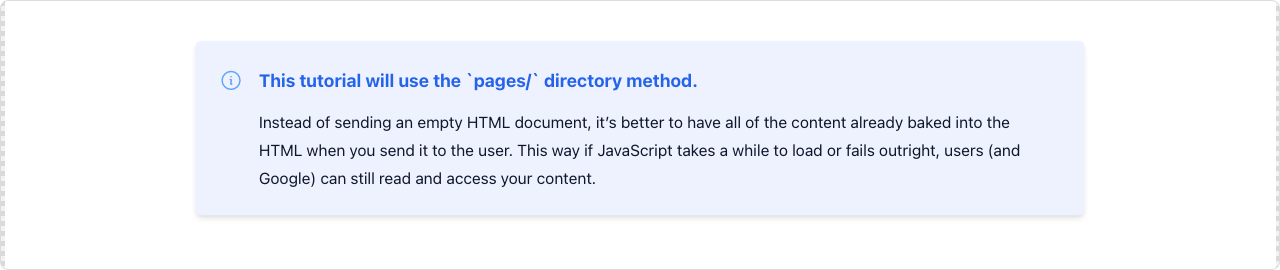 This tutorial will use the `pages/` directory method.
Instead of sending an empty HTML document, it’s better to have all of the content already baked into the
HTML when you send it to the user. This way if JavaScript takes a while to load or fails outright, users (and
Google) can still read and access your content.